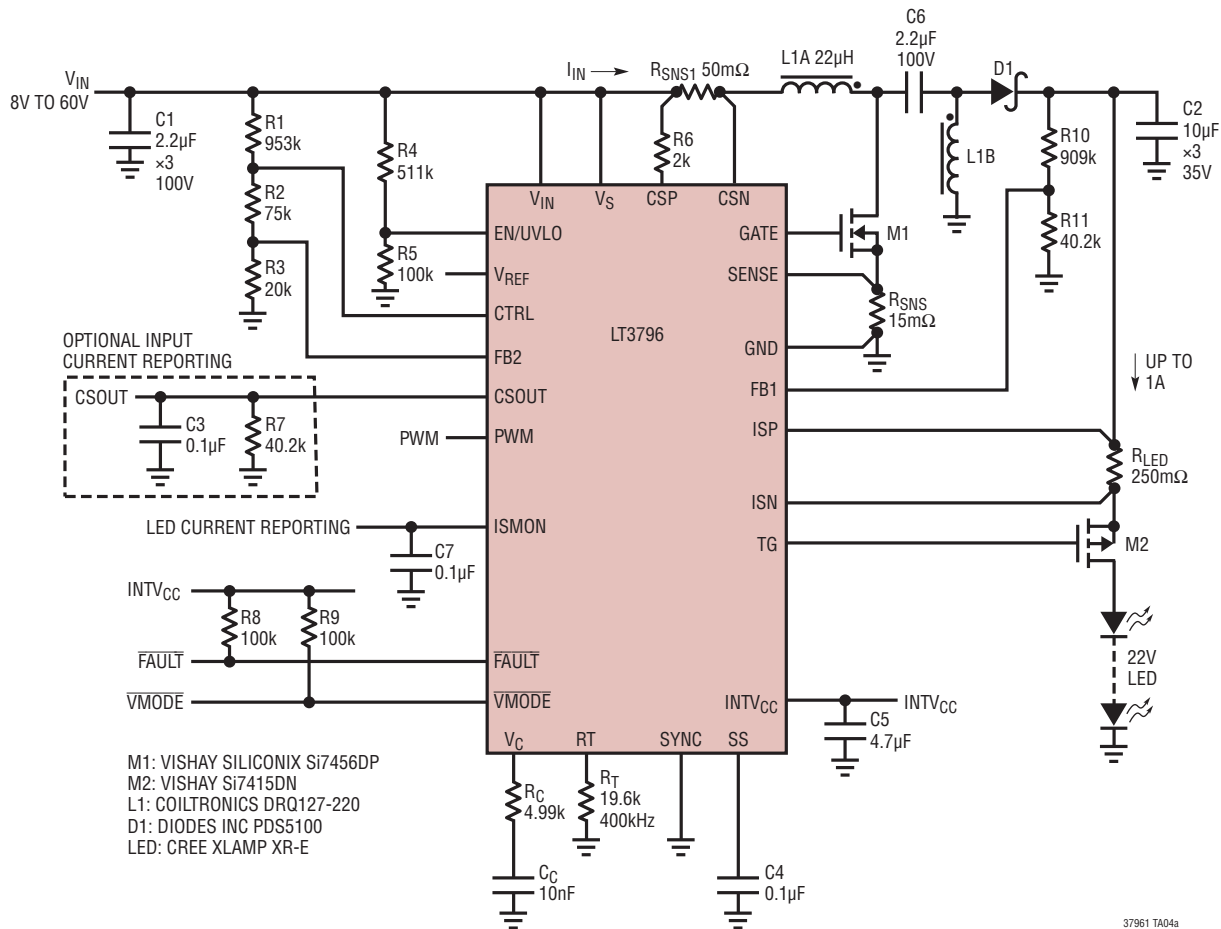 VIN
8V TO 60V
C1
2.2µF
×3
100V
R1
953k
R2
75k
R3
20k
R4
511k
R5
100k
IIN
RSNS1 50mΩ
R6
2k
L1A 22µH
C6
2.2µF
100V
D1
L1B
R10
909k
R11
40.2k
C2
10µF
×3
35V
VIN
VS
CSP
CSN
EN/UVLO
VREF
CTRL
FB2
CSOUT
PWM
ISMON
FAULT
VMODE
VC
RT
SYNC
SS
LT3796
GATE
SENSE
GND
FB1
ISP
ISN
TG
INTVCC
M1
RSNS
15mΩ
UP TO
1A
RLED
250mΩ
M2
22V
LED
OPTIONAL INPUT
CURRENT REPORTING
CSOUT
C3
0.1µF
R7
40.2k
PWM
LED CURRENT REPORTING
C7
0.1µF
INTVCC
R8
100k
R9
100k
FAULT
VMODE
INTVCC
C5
4.7µF
RC
4.99k
CC
10nF
RT
19.6k
400kHz
C4
0.1µF
M1: VISHAY SILICONIX Si7456DP
M2: VISHAY Si7415DN
L1: COILTRONICS DRQ127-220
D1: DIODES INC PDS5100
LED: CREE XLAMP XR-E
37961 TA04a